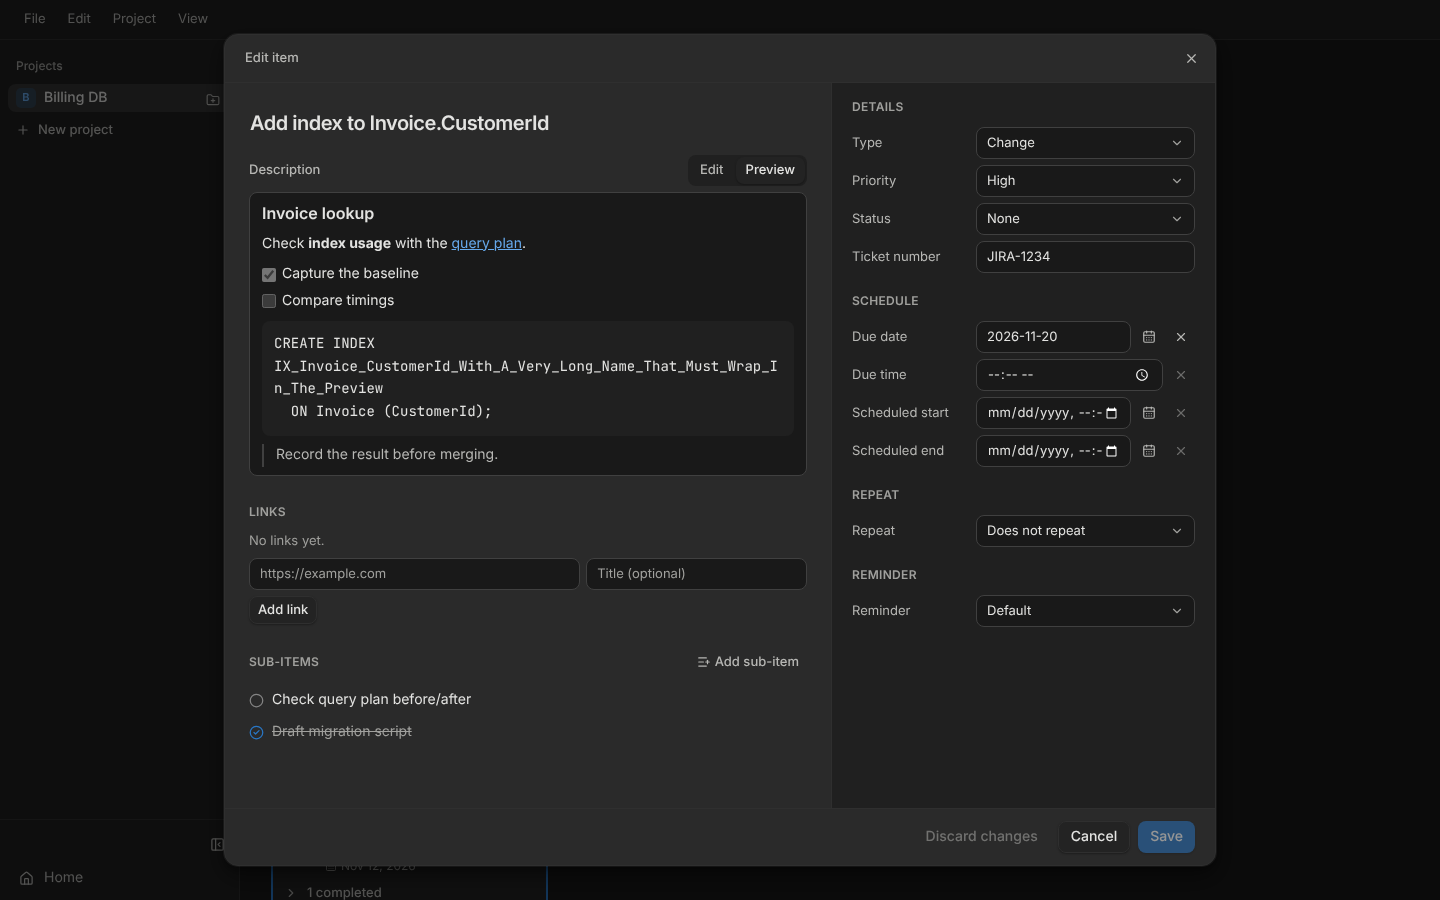 File Edit Project View
Projects
B Billing DB
New project
Home
Edit item
Add index to Invoice.CustomerId
Description Edit Preview
Invoice lookup
Check index usage with the query plan.
Capture the baseline
Compare timings
CREATE INDEX
IX_Invoice_CustomerId_With_A_Very_Long_Name_That_Must_Wrap_I
n_The_Preview
ON Invoice (CustomerId);
Record the result before merging.
LINKS
No links yet.
https://example.com Title (optional)
Add link
SUB-ITEMS Add sub-item
Check query plan before/after
Draft migration script
DETAILS
Type Change
Priority High
Status None
Ticket number JIRA-1234
SCHEDULE
Due date 2026-11-20
Due time --:-- --
Scheduled start mm/dd/yyyy, --:-
Scheduled end mm/dd/yyyy, --:-
REPEAT
Repeat Does not repeat
REMINDER
Reminder Default
Discard changes Cancel Save
Nov 12, 2026
1 completed